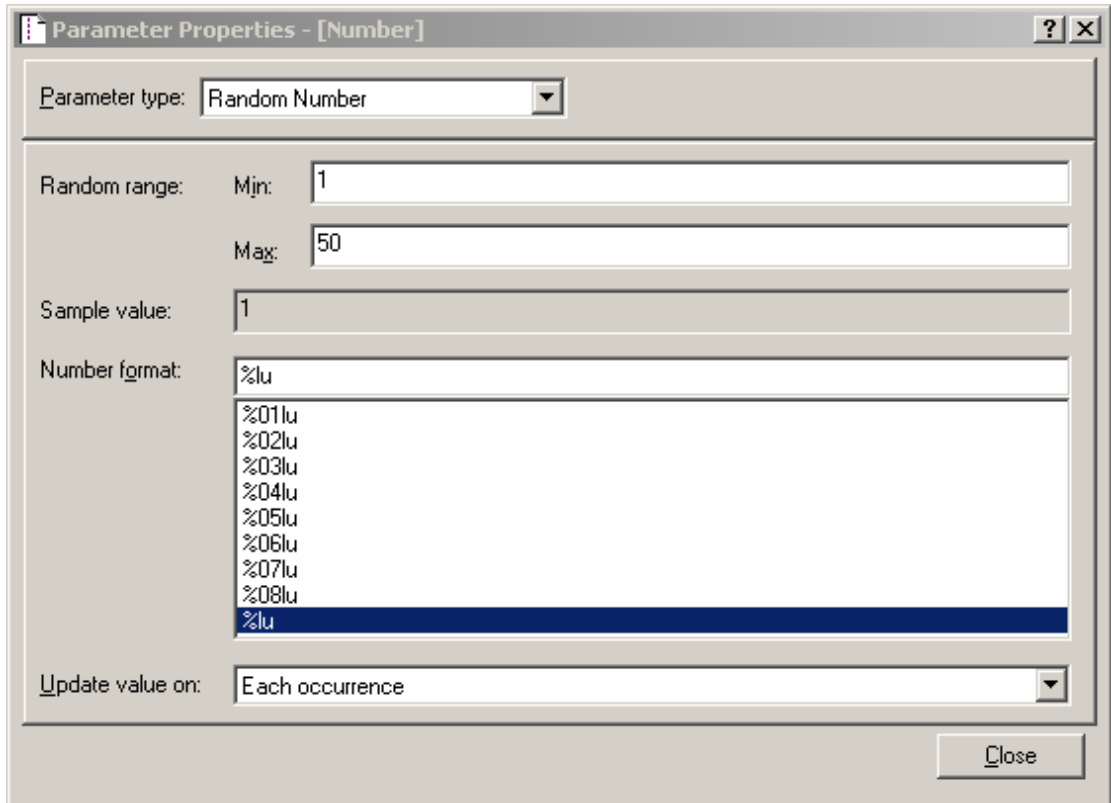 Parameter Properties - [Number]
Parameter type: Random Number
Random range: Min: 1
Max: 50
Sample value: 1
Number format: %lu
%01lu
%02lu
%03lu
%04lu
%05lu
%06lu
%07lu
%08lu
%lu
Update value on: Each occurrence
Close